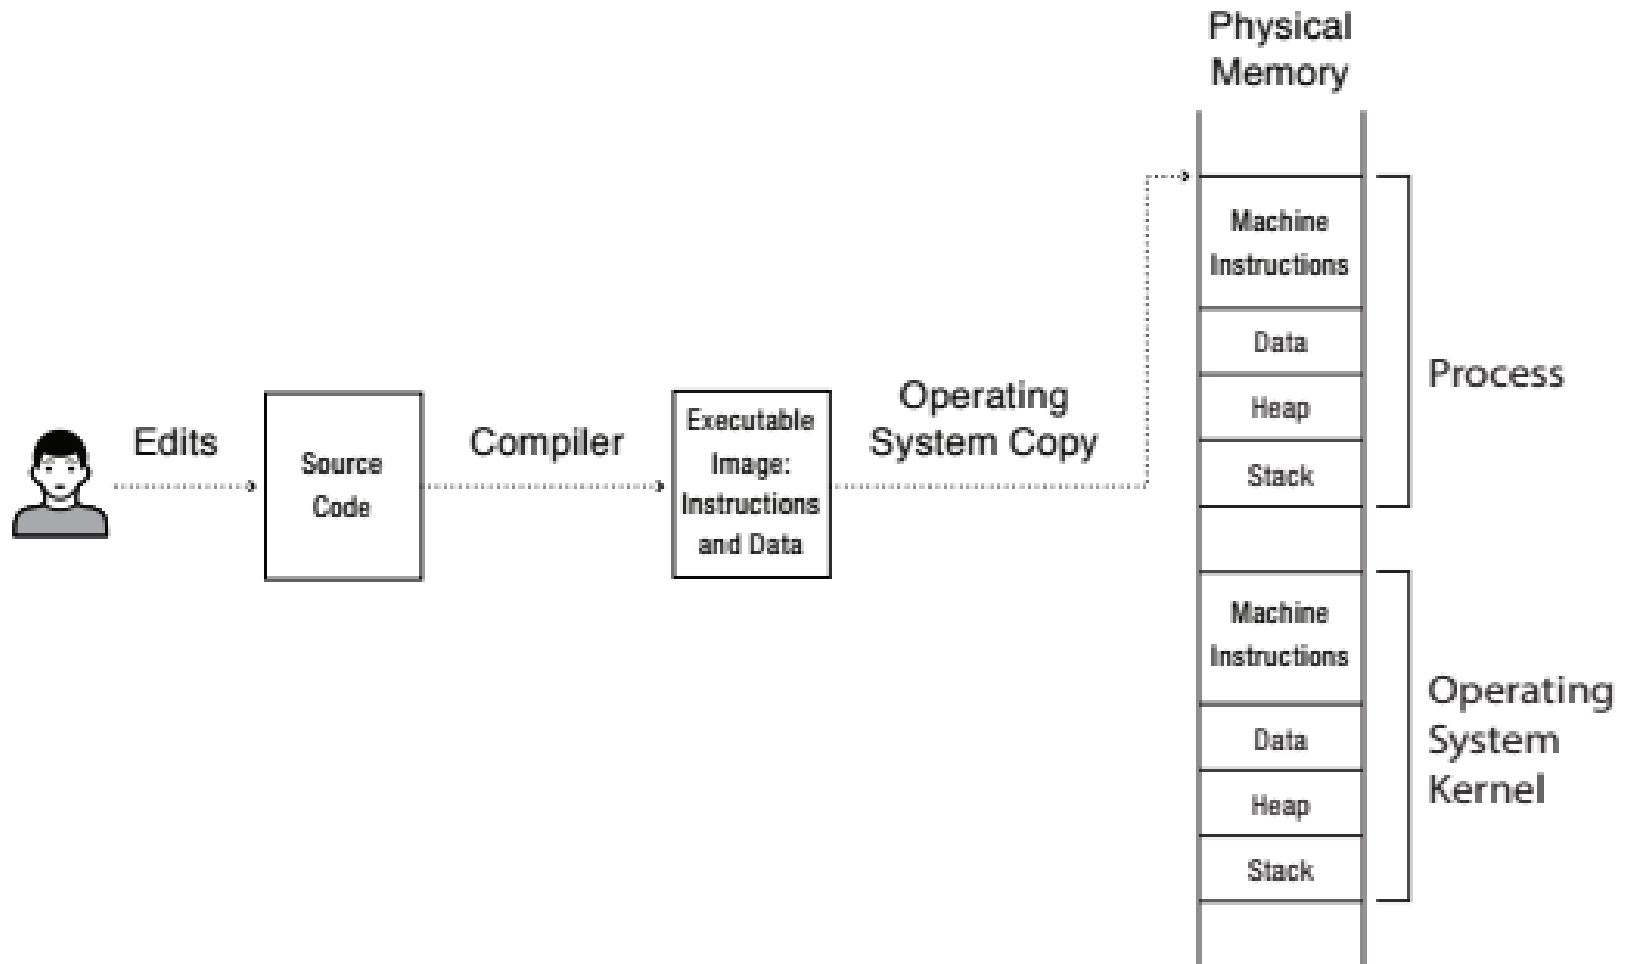 Physical
Memory
Edits
Source
Code
Compiler
Executable
Image:
Instructions
and Data
Operating
System Copy
Machine
Instructions
Data
Heap
Stack
Process
Machine
Instructions
Data
Heap
Stack
Operating
System
Kernel